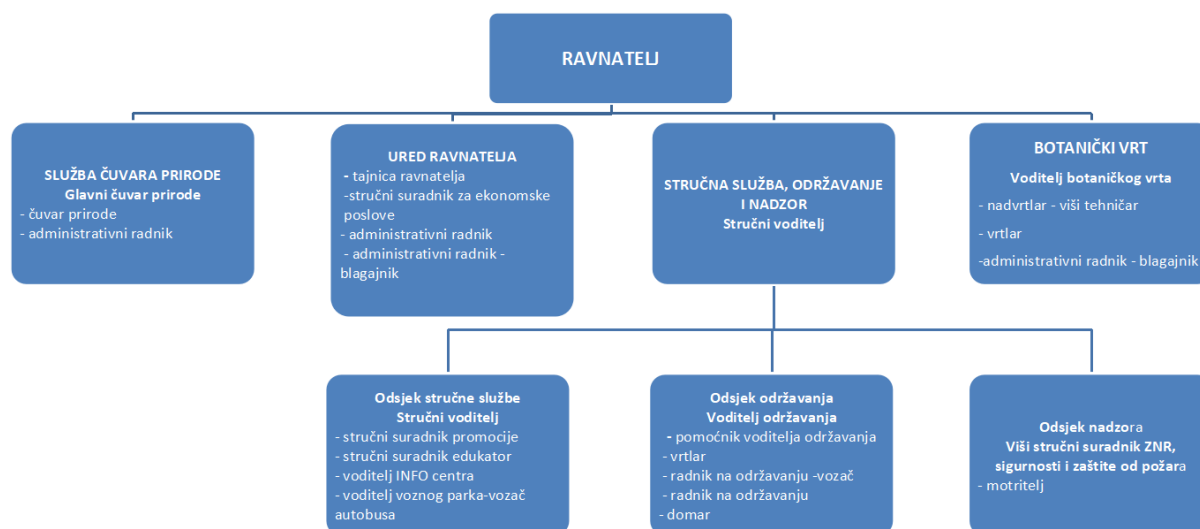 RAVNATELJ
SLUŽBA ČUVARA PRIRODE
Glavni čuvar prirode
- čuvar prirode
- administrativni radnik
URED RAVNATELJA
- tajnica ravnatelja
-stručni suradnik za ekonomske
poslove
- administrativni radnik
- administrativni radnik -
blagajnik
STRUČNA SLUŽBA, ODRŽAVANJE
I NADZOR
Stručni voditelj
BOTANIČKI VRT
Voditelj botaničkog vrta
- nadvrtlar - viši tehničar
- vrtlar
-administrativni radnik - blagajnik
Odsjek stručne službe
Stručni voditelj
- stručni suradnik promocije
- stručni suradnik edukator
- voditelj INFO centra
- voditelj voznog parka-vozač
autobusa
Odsjek održavanja
Voditelj održavanja
- pomoćnik voditelja održavanja
- vrtlar
- radnik na održavanju -vozač
- radnik na održavanju
- domar
Odsjek nadzora
Viši stručni suradnik ZNR,
sigurnosti i zaštite od požara
- motritelj